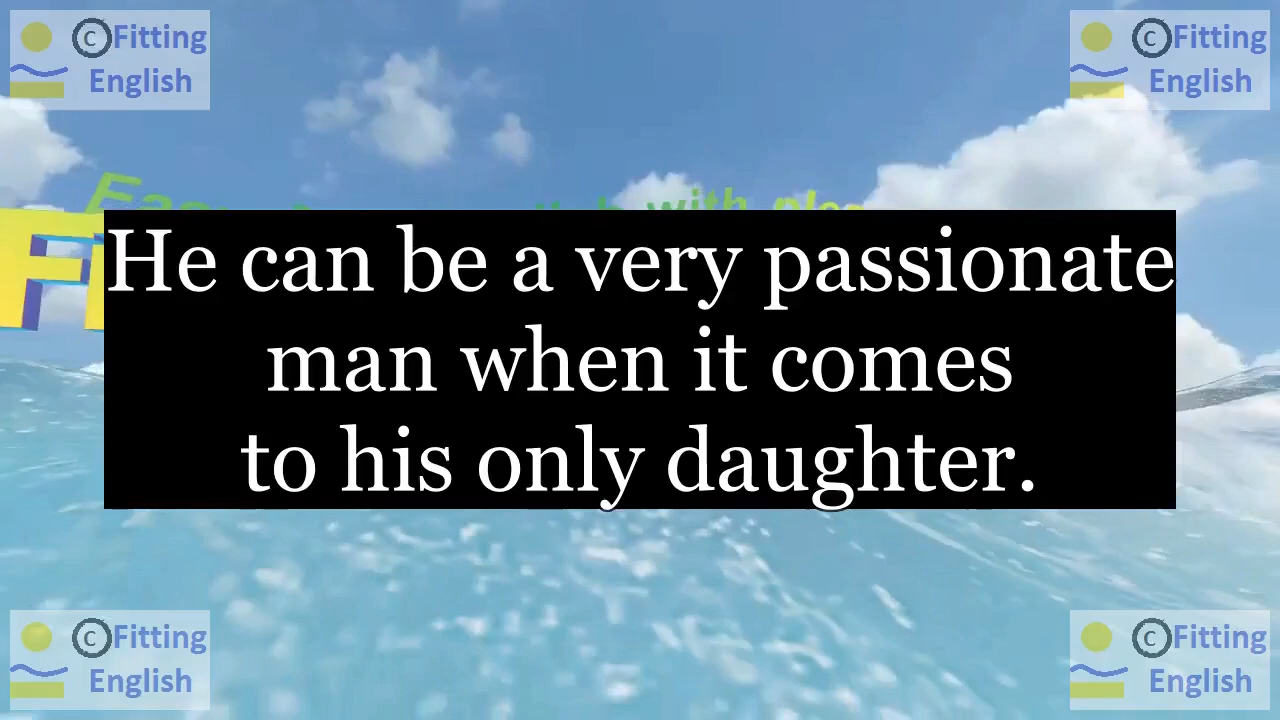 ©Fitting
English
©Fitting
English
with
He can be a very passionate
man when it comes
to his only daughter.
©Fitting
English
©Fitting
English